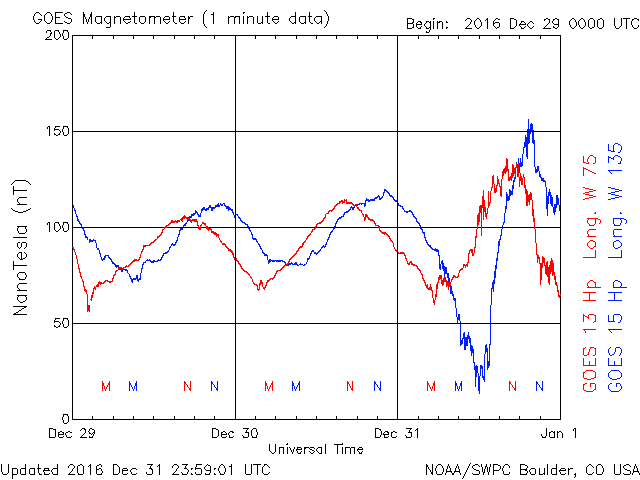 GOES Magnetometer (1 minute data)
Begin: 2016 Dec 29 0000 UTC
200
150
100
50
0
NanoTesla (nT)
M M N N M M N N M M N N
Dec 29 Dec 30 Dec 31 Jan 1
Universal Time
GOES 13 Hp Long. W 75
GOES 15 Hp Long. W 135
Updated 2016 Dec 31 23:59:01 UTC
NOAA/SWPC Boulder, CO USA